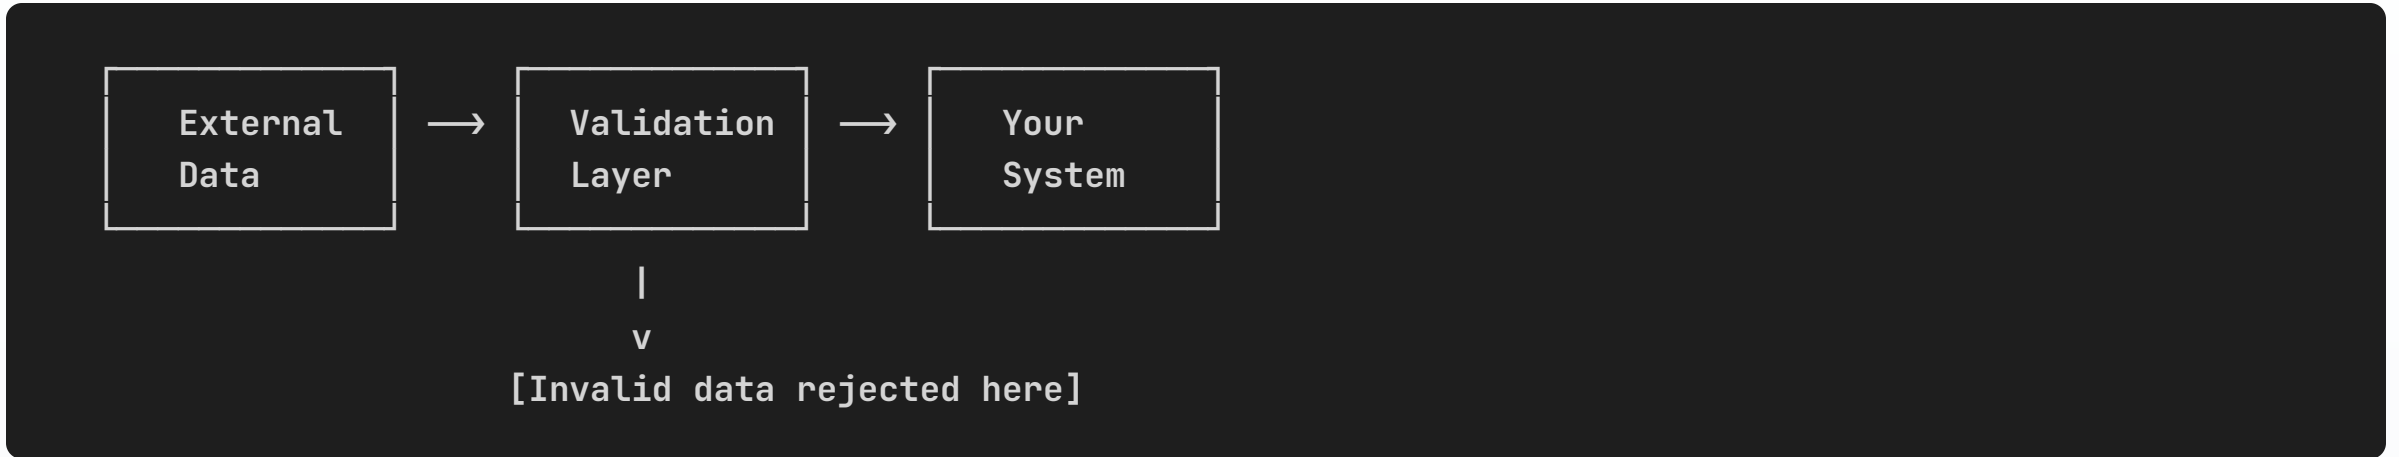 External ──> Validation ──> Your
Data Layer System
|
v
[Invalid data rejected here]